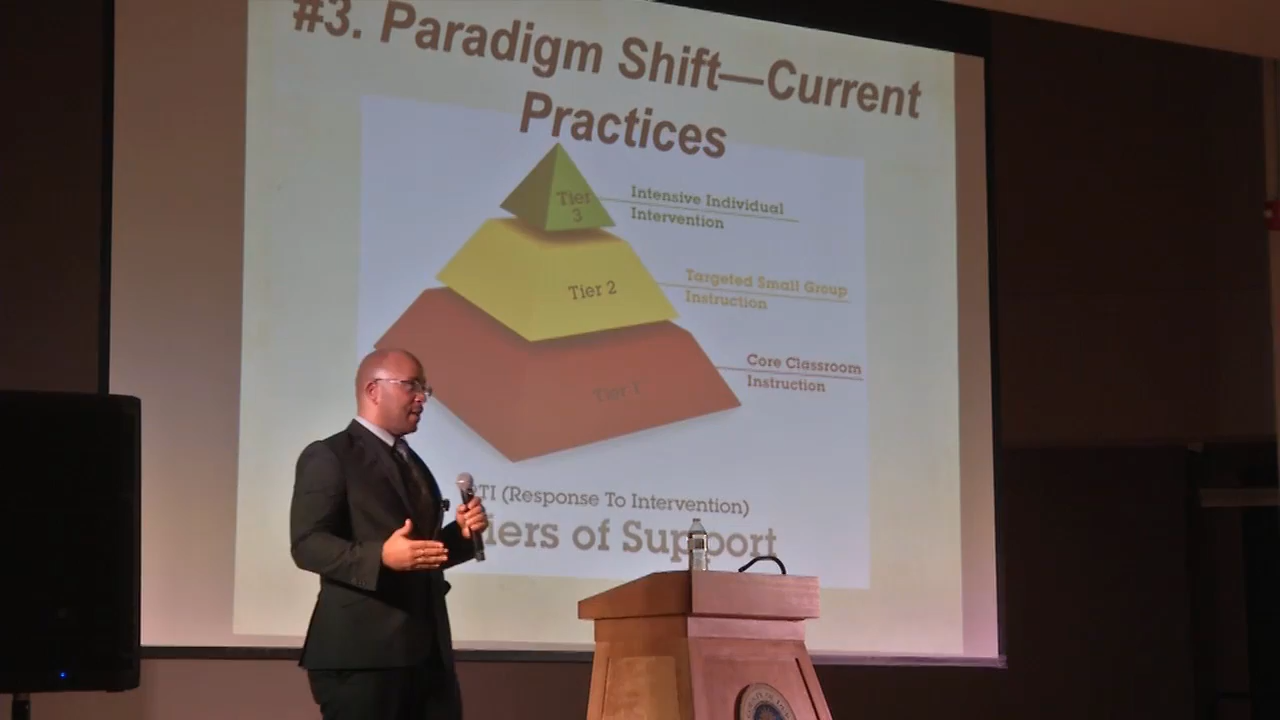 #3. Paradigm Shift—Current
Practices
Tier
3
Intensive Individual
Intervention
Tier 2
Targeted Small Group
Instruction
Tier 1
Core Classroom
Instruction
TI (Response To Intervention)
iers of Support